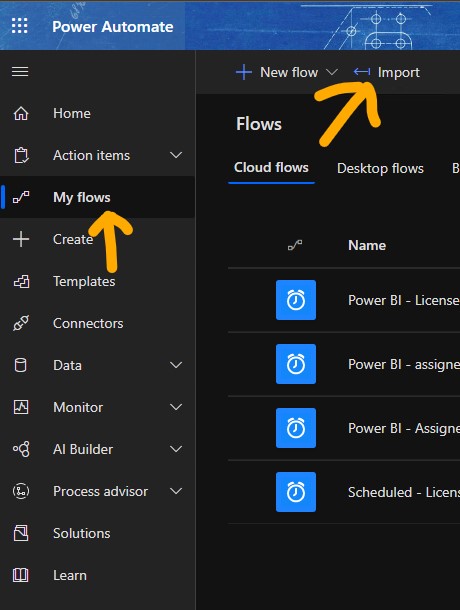 Power Automate
New flow
Import
Home
Action items
My flows
Create
Templates
Connectors
Data
Monitor
AI Builder
Process advisor
Solutions
Learn
Flows
Cloud flows
Desktop flows
B
Name
Power BI - License
Power BI - assigne
Power BI - Assigne
Scheduled - Licens